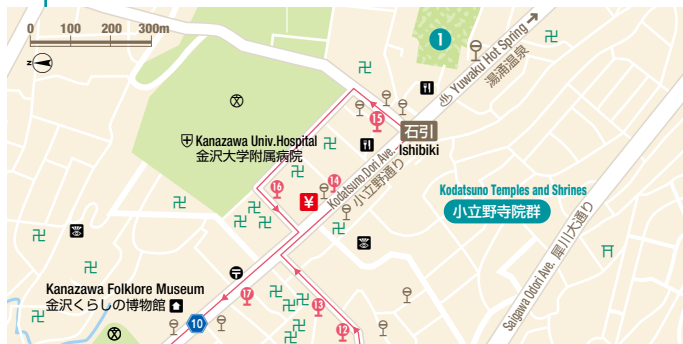 0 100 200 300m
N
1
Yuwaku Hot Spring
湯涌温泉
文
15
石引
Ishibiki
Kanazawa Univ.Hospital
金沢大学附属病院
16
14
¥
Kodatsuno Dori Ave.
小立野通り
Kodatsuno Temples and Shrines
小立野寺院群
Saigawa Odori Ave. 犀川大通り
Kanazawa Folklore Museum
金沢くらしの博物館
17
13
10
12
文